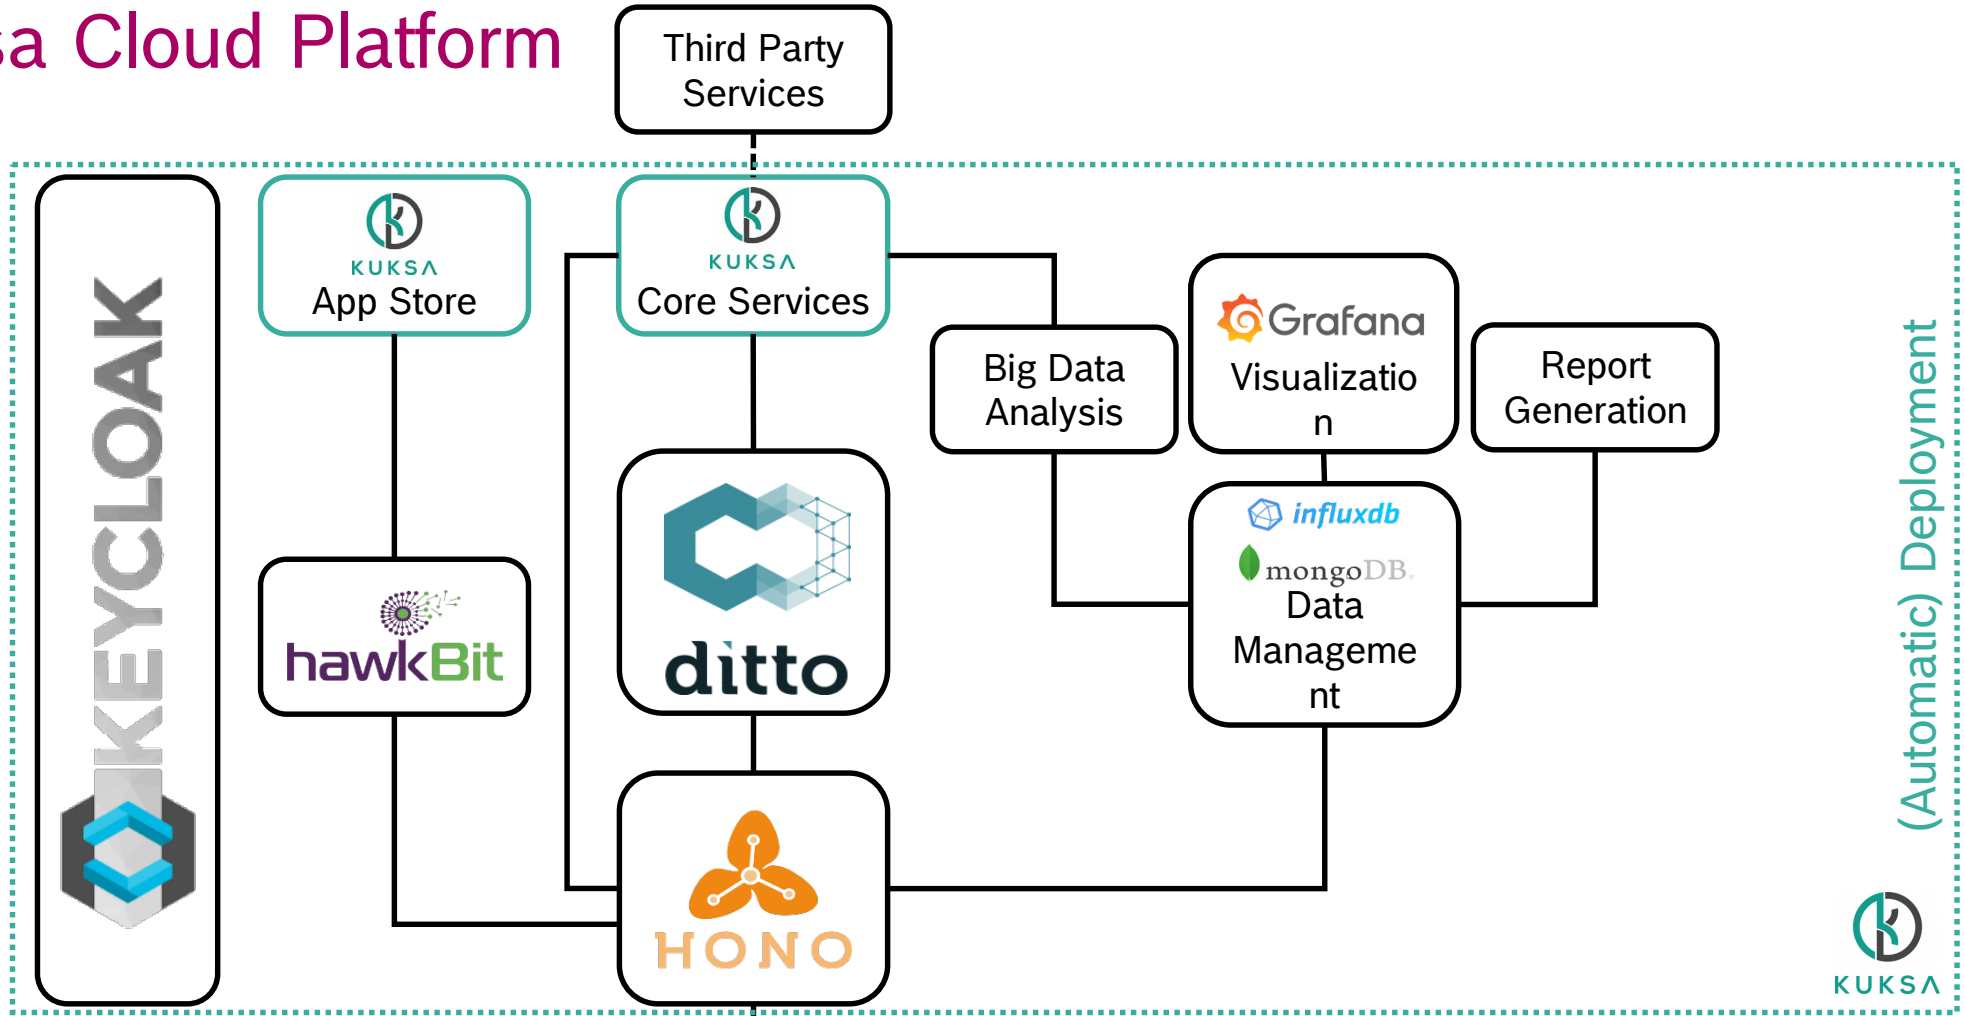 sa Cloud Platform
Third Party
Services
KEYCLOAK
KUKSA
App Store
KUKSA
Core Services
Big Data
Analysis
Grafana
Visualizatio
n
Report
Generation
influxdb
mongoDB.
Data
Manageme
nt
hawkBit
ditto
HONO
(Automatic) Deployment
KUKSA